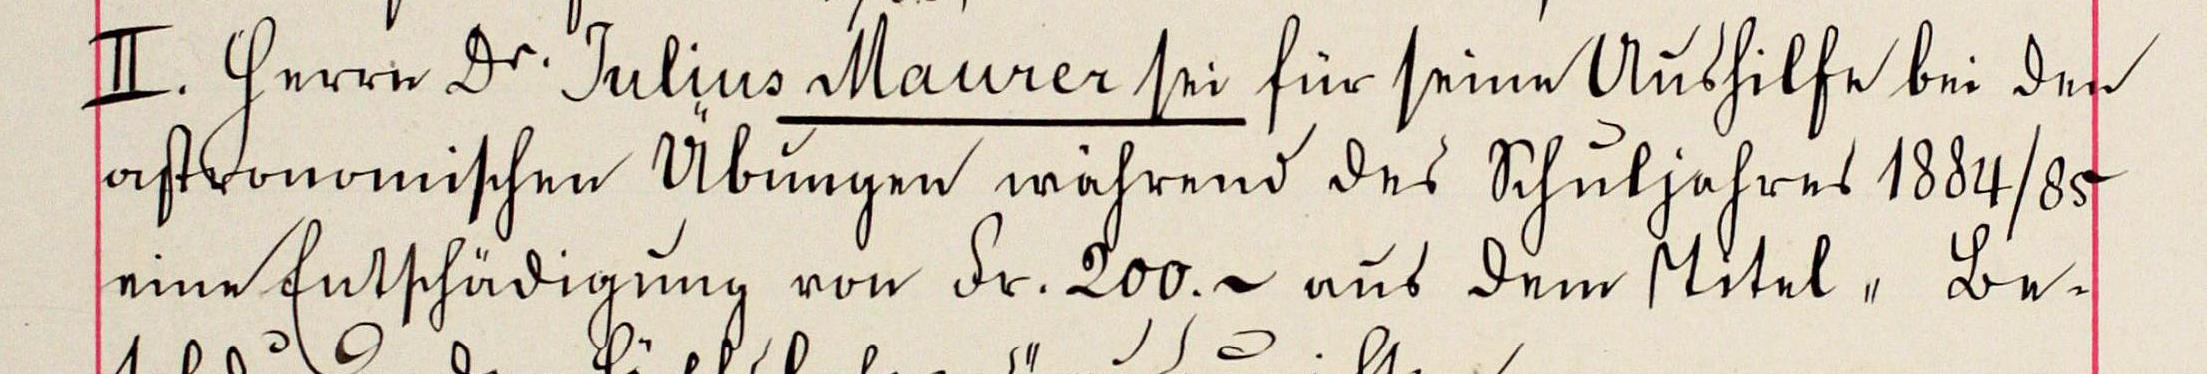 II. Herrn Dr. Julius Maurer sei für seine Aushilfe bei den
astronomischen Übungen während des Schuljahres 1884/85
eine Entschädigung von Fr. 200.– aus dem Titel „ Be-